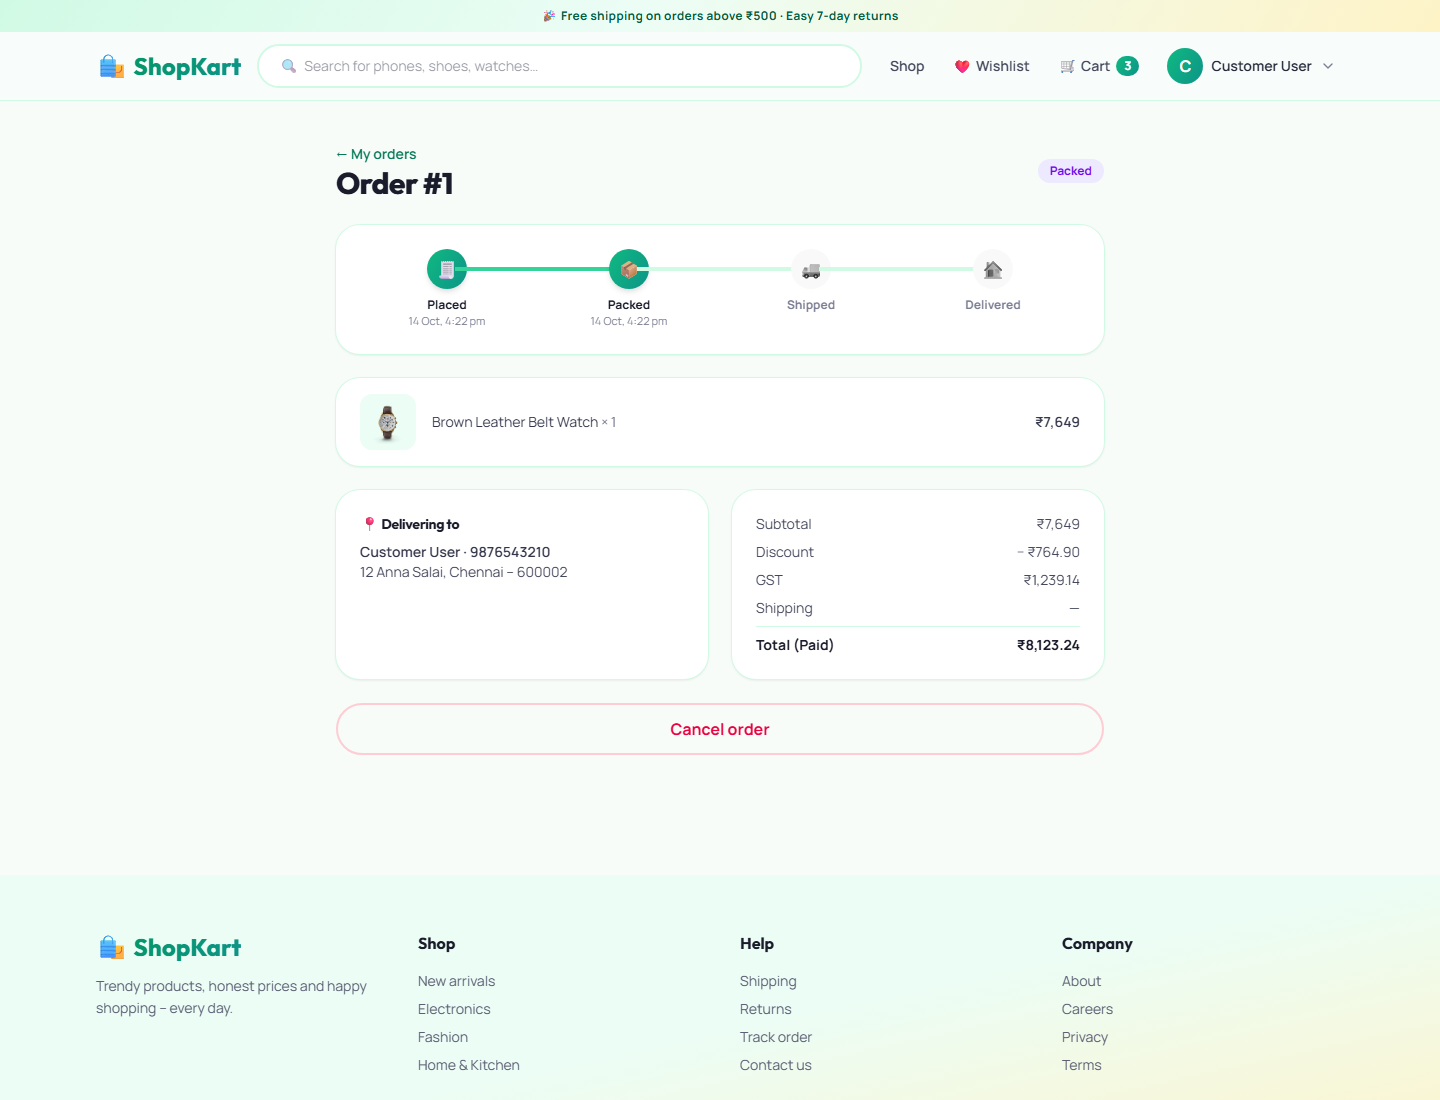 🎉 Free shipping on orders above ₹500 · Easy 7-day returns
ShopKart
Search for phones, shoes, watches...
Shop
Wishlist
Cart 3
C Customer User
← My orders
Order #1
Packed
Placed
14 Oct, 4:22 pm
Packed
14 Oct, 4:22 pm
Shipped
Delivered
Brown Leather Belt Watch × 1 ₹7,649
📍 Delivering to
Customer User · 9876543210
12 Anna Salai, Chennai – 600002
Subtotal ₹7,649
Discount − ₹764.90
GST ₹1,239.14
Shipping —
Total (Paid) ₹8,123.24
Cancel order
ShopKart
Trendy products, honest prices and happy
shopping – every day.
Shop
New arrivals
Electronics
Fashion
Home & Kitchen
Help
Shipping
Returns
Track order
Contact us
Company
About
Careers
Privacy
Terms